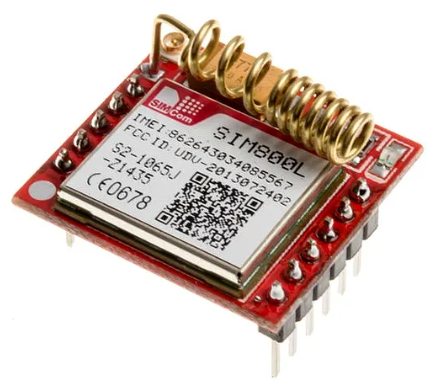 SIMCom
SIM800L
IMEI:862643034085567
FCC ID:UDV-2013072402
S2-1065J
-Z1435
CE0678